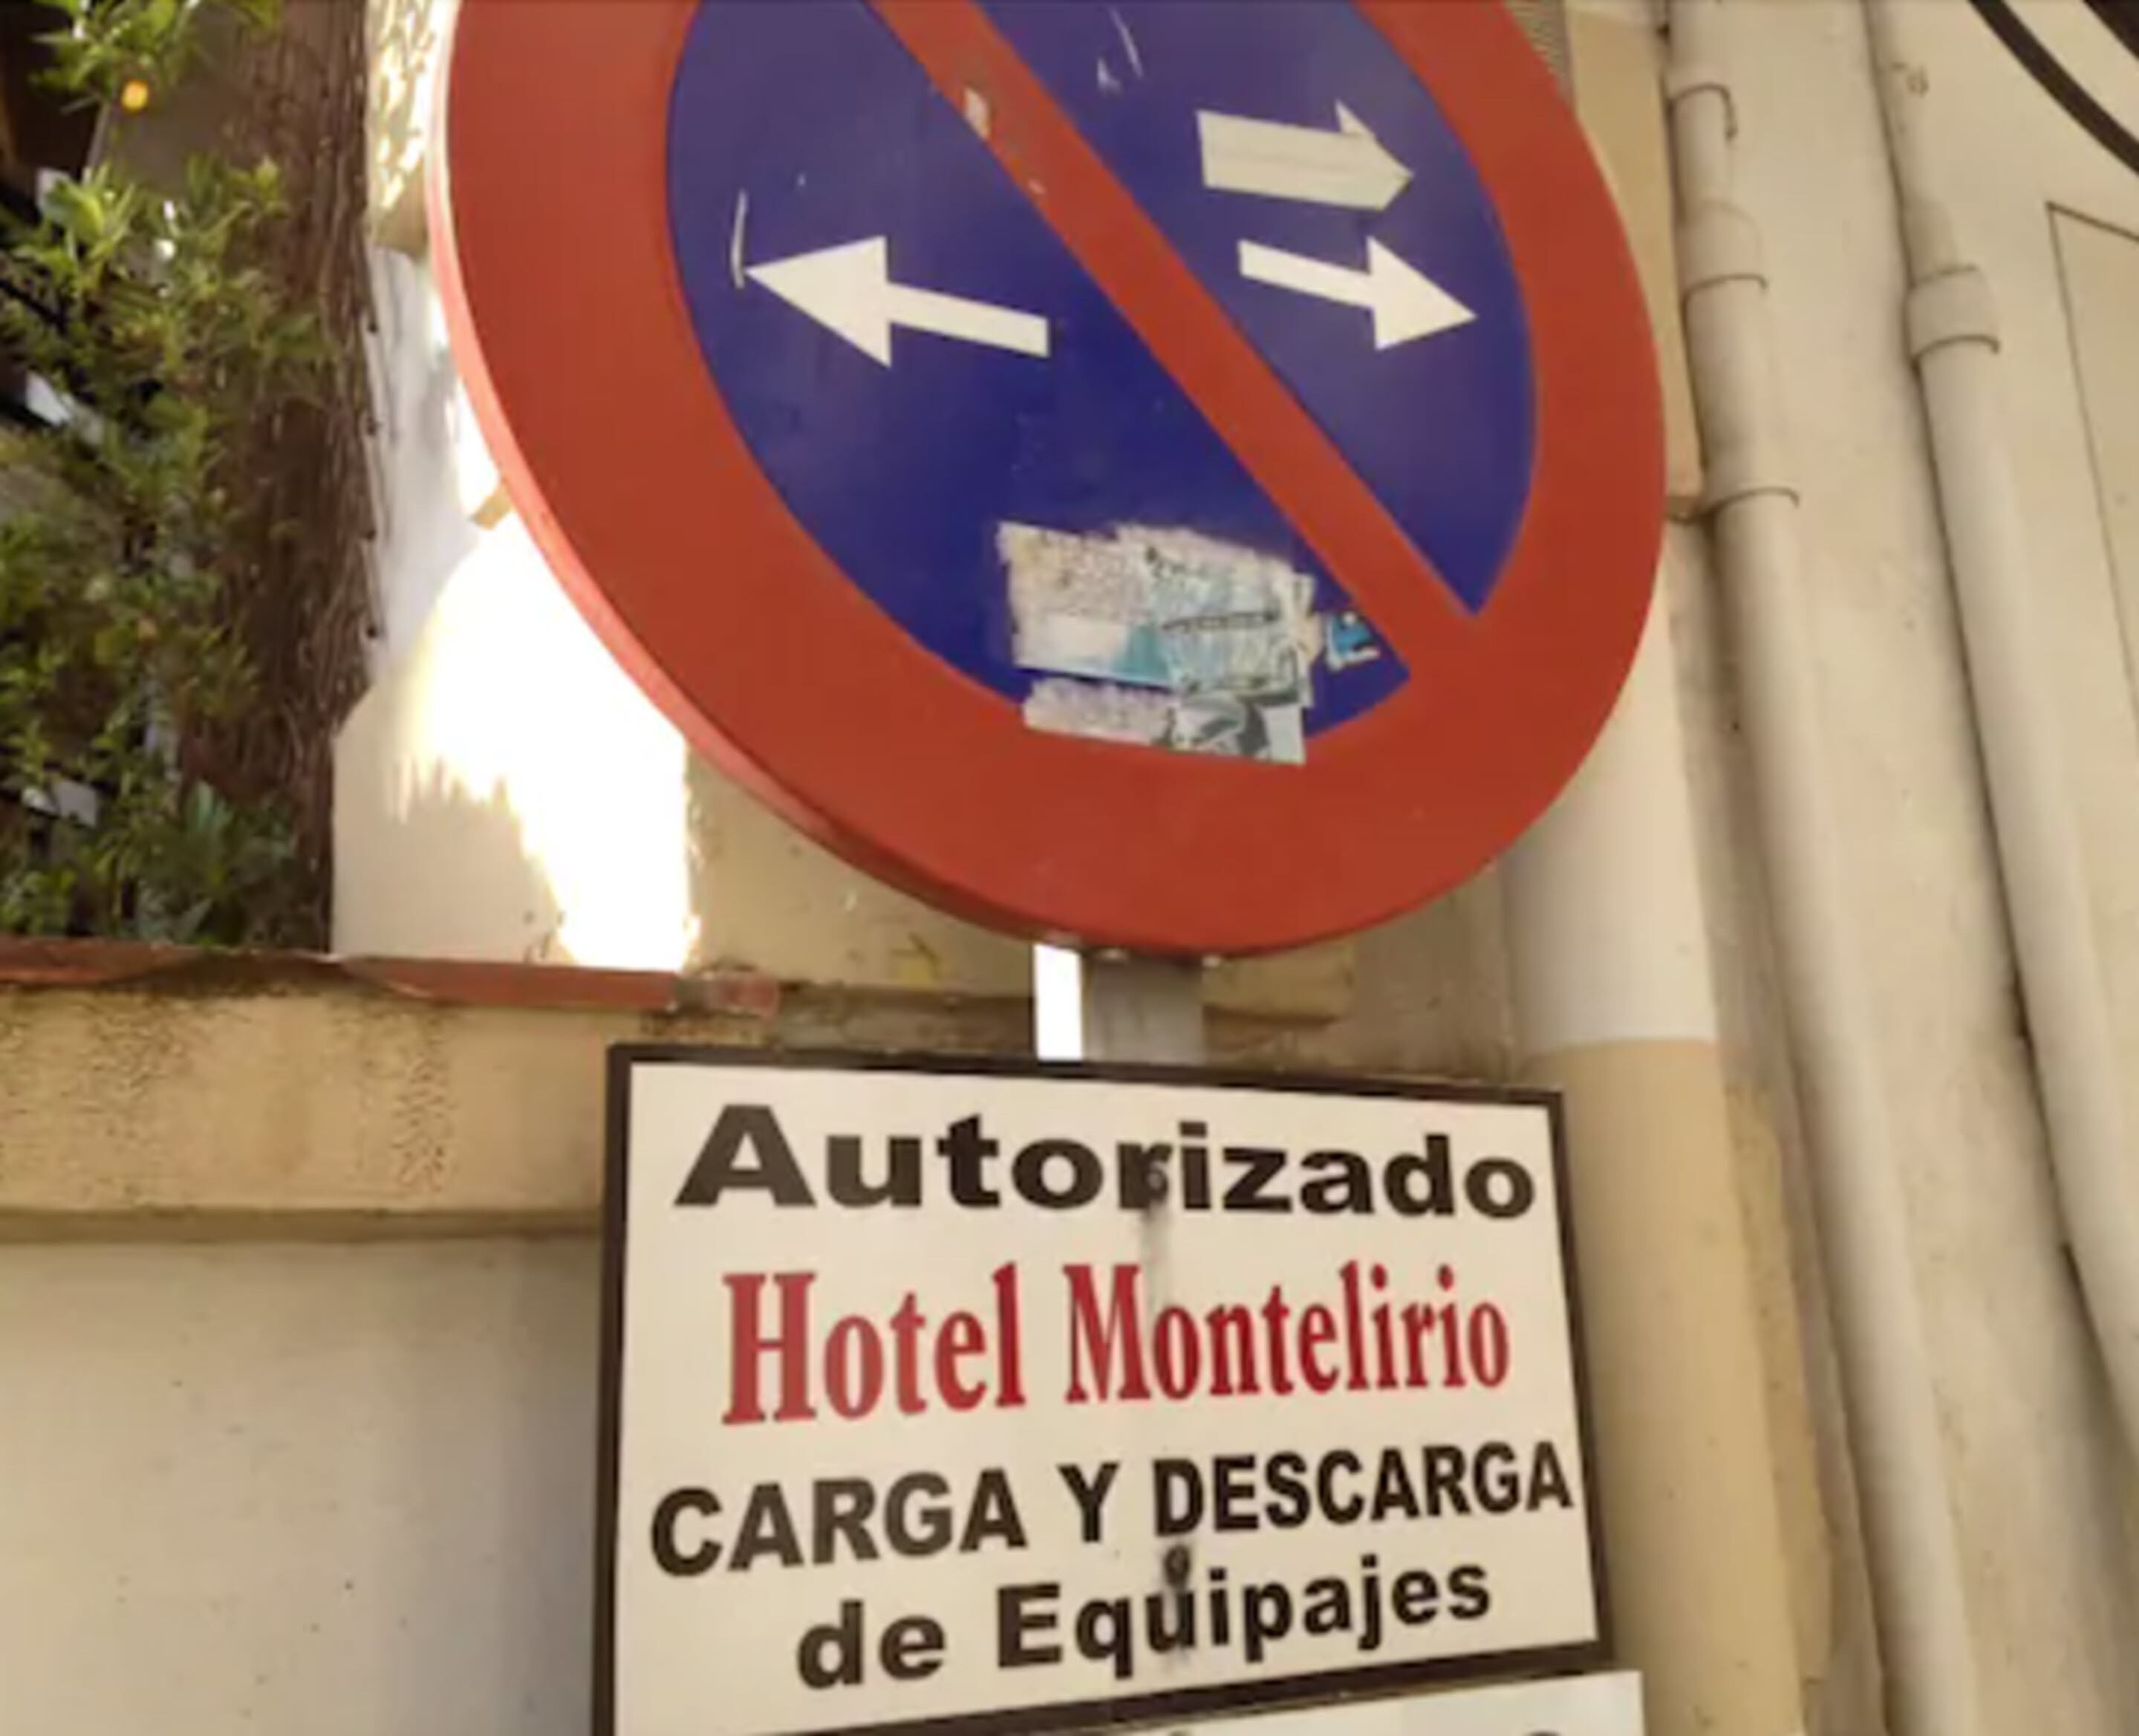 Autorizado
Hotel Montelirio
CARGA Y DESCARGA
de Equipajes